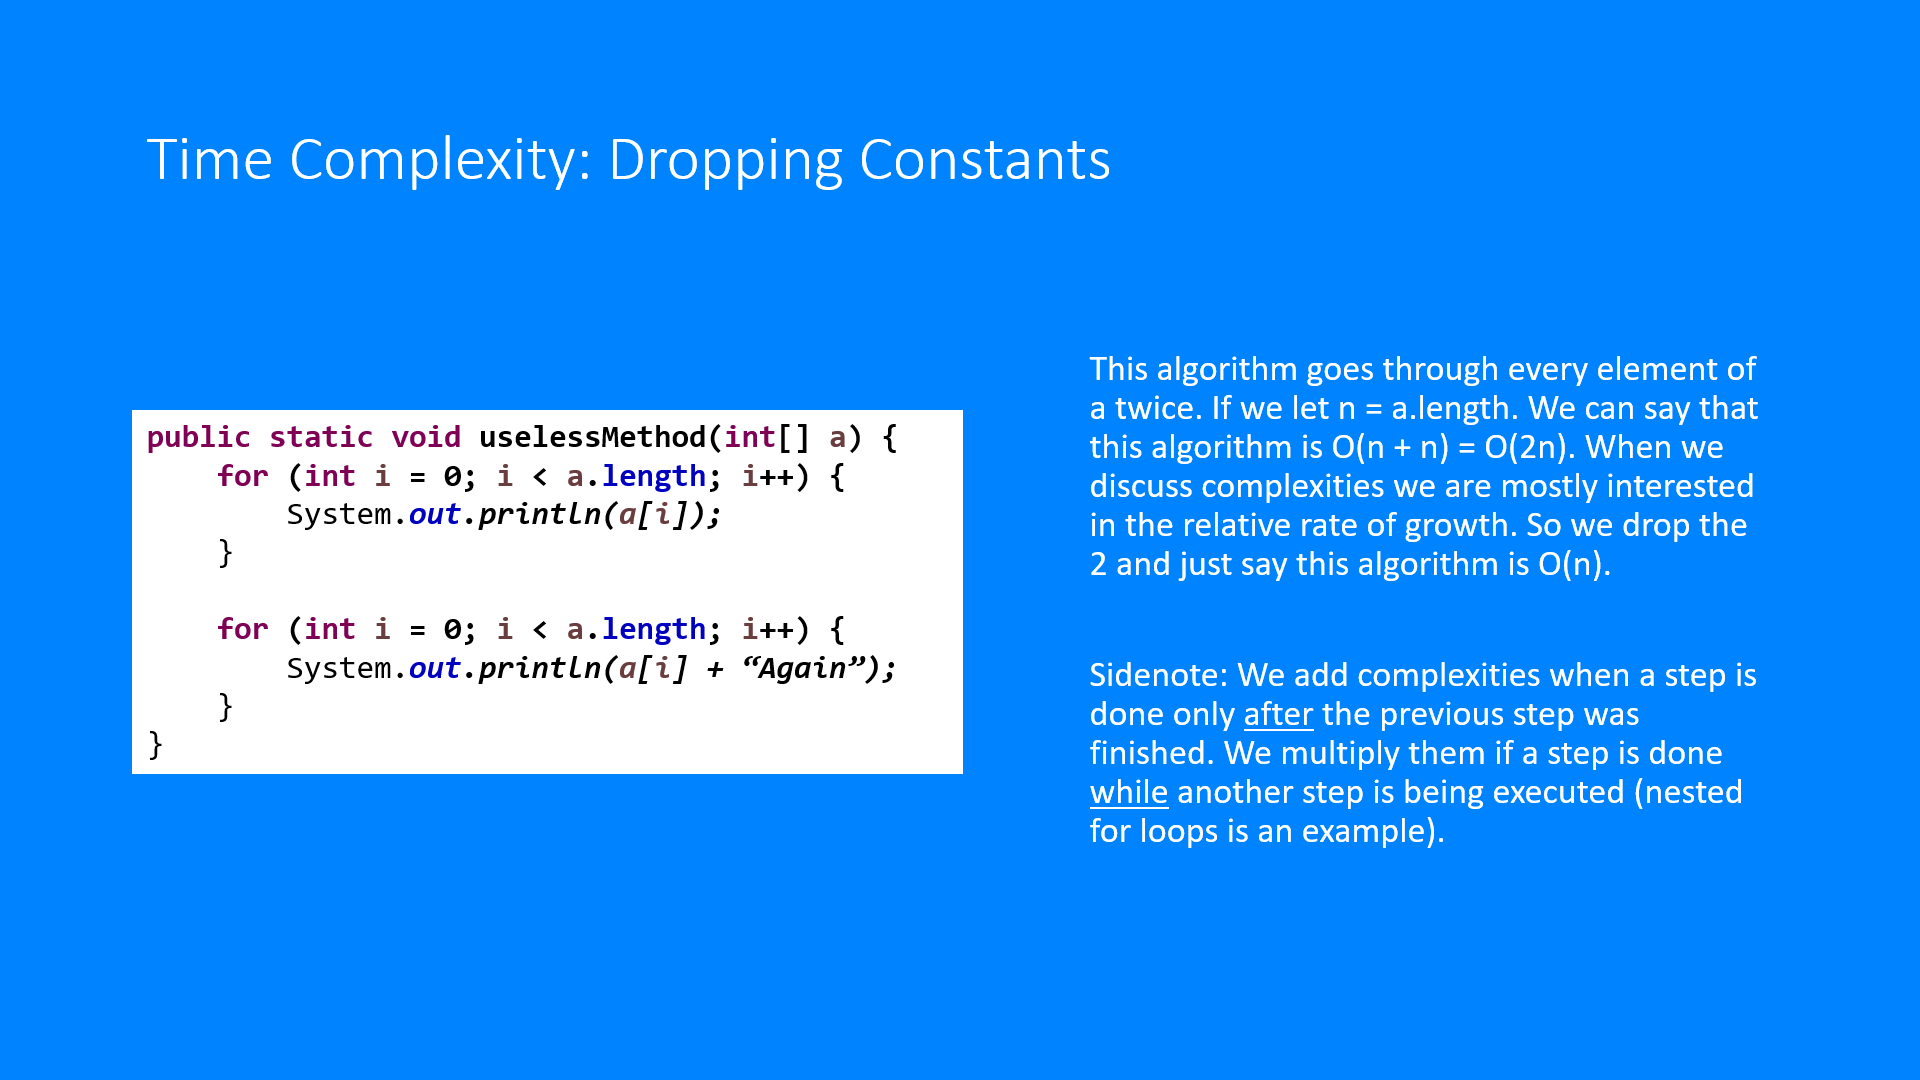 Time Complexity: Dropping Constants
public static void uselessMethod(int[] a) {
for (int i = 0; i < a.length; i++) {
System.out.println(a[i]);
}
for (int i = 0; i < a.length; i++) {
System.out.println(a[i] + “Again”);
}
}
This algorithm goes through every element of
a twice. If we let n = a.length. We can say that
this algorithm is O(n + n) = O(2n). When we
discuss complexities we are mostly interested
in the relative rate of growth. So we drop the
2 and just say this algorithm is O(n).
Sidenote: We add complexities when a step is
done only after the previous step was
finished. We multiply them if a step is done
while another step is being executed (nested
for loops is an example).